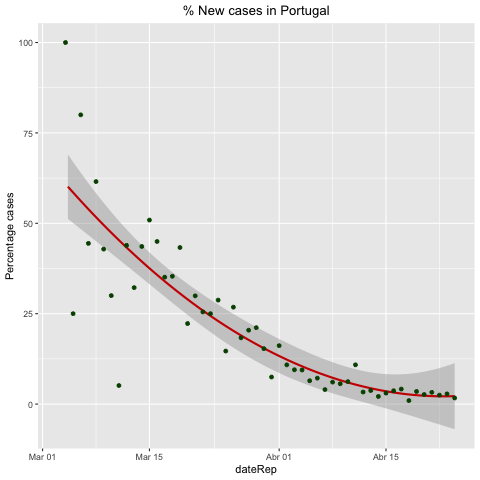 % New cases in Portugal
Percentage cases
100
75
50
25
0
Mar 01 Mar 15 Abr 01 Abr 15
dateRep